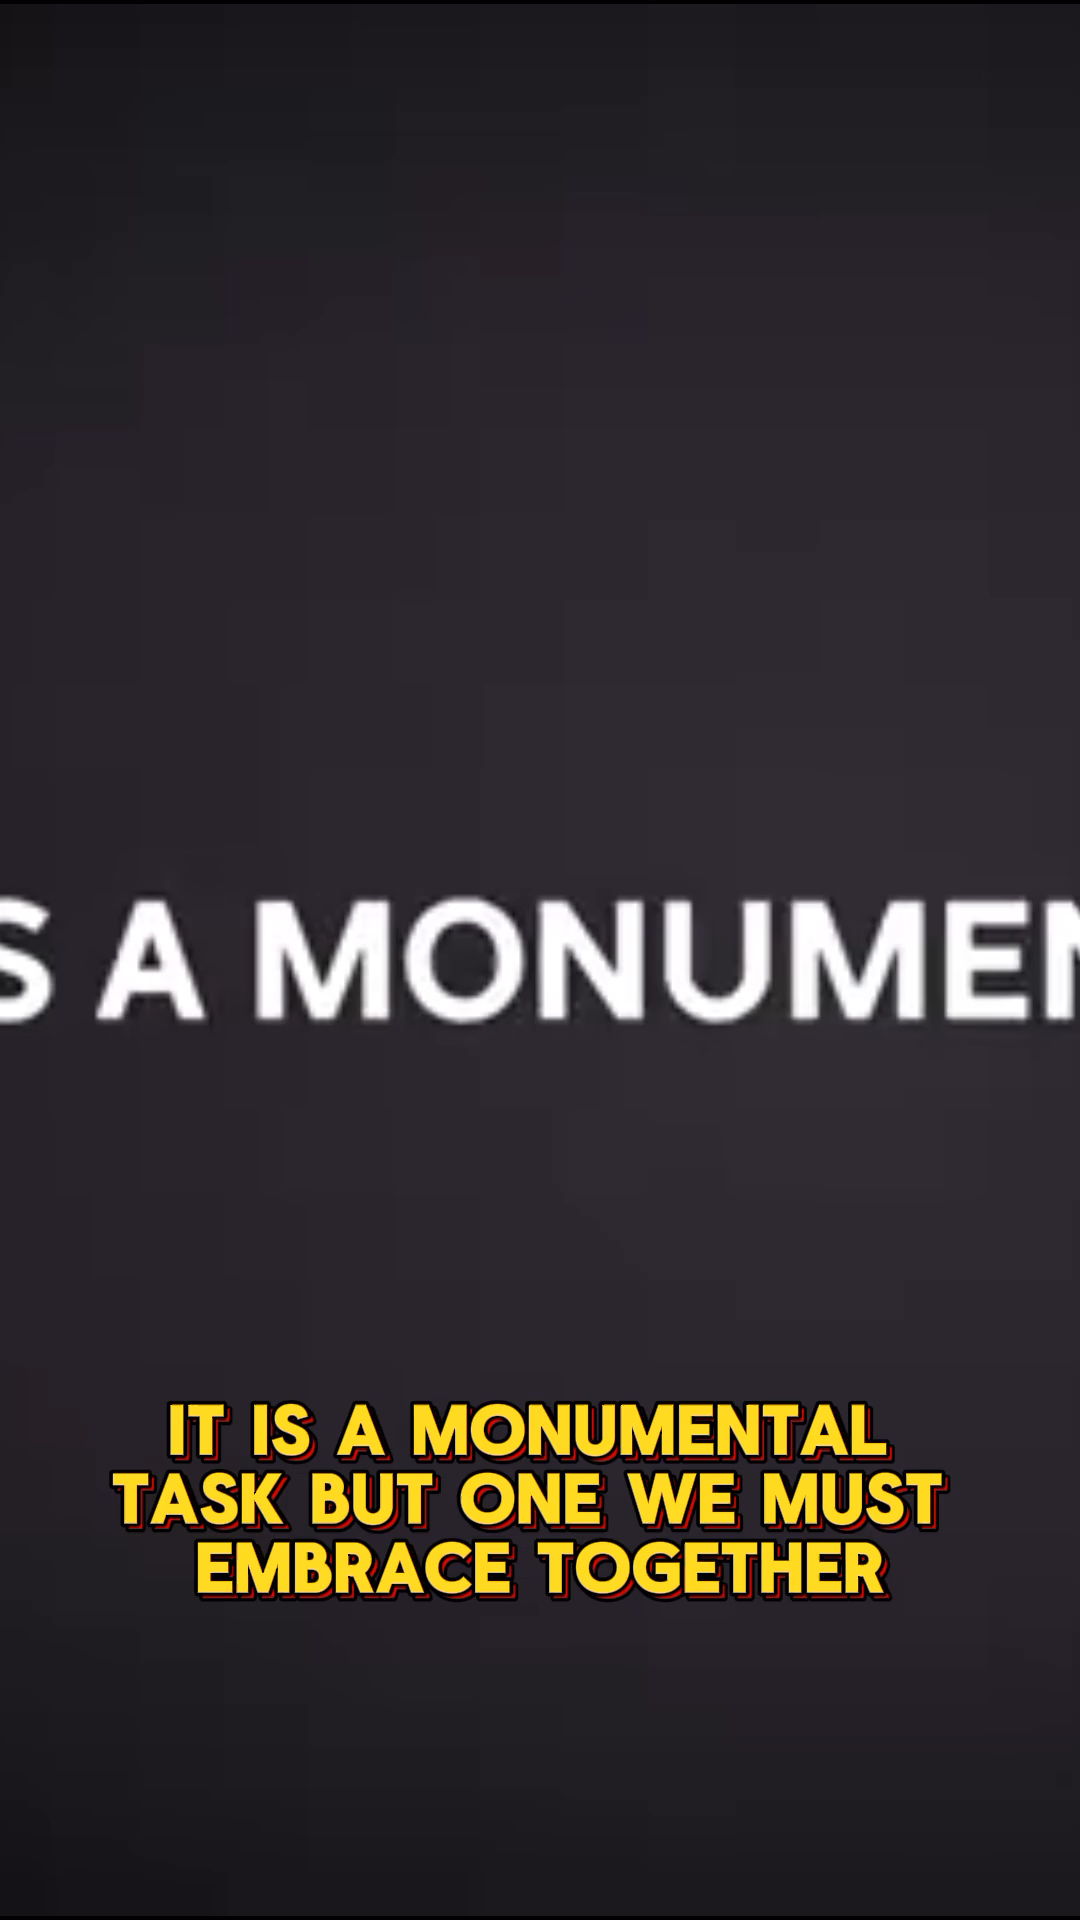 S A MONUMEN
IT IS A MONUMENTAL
TASK BUT ONE WE MUST
EMBRACE TOGETHER